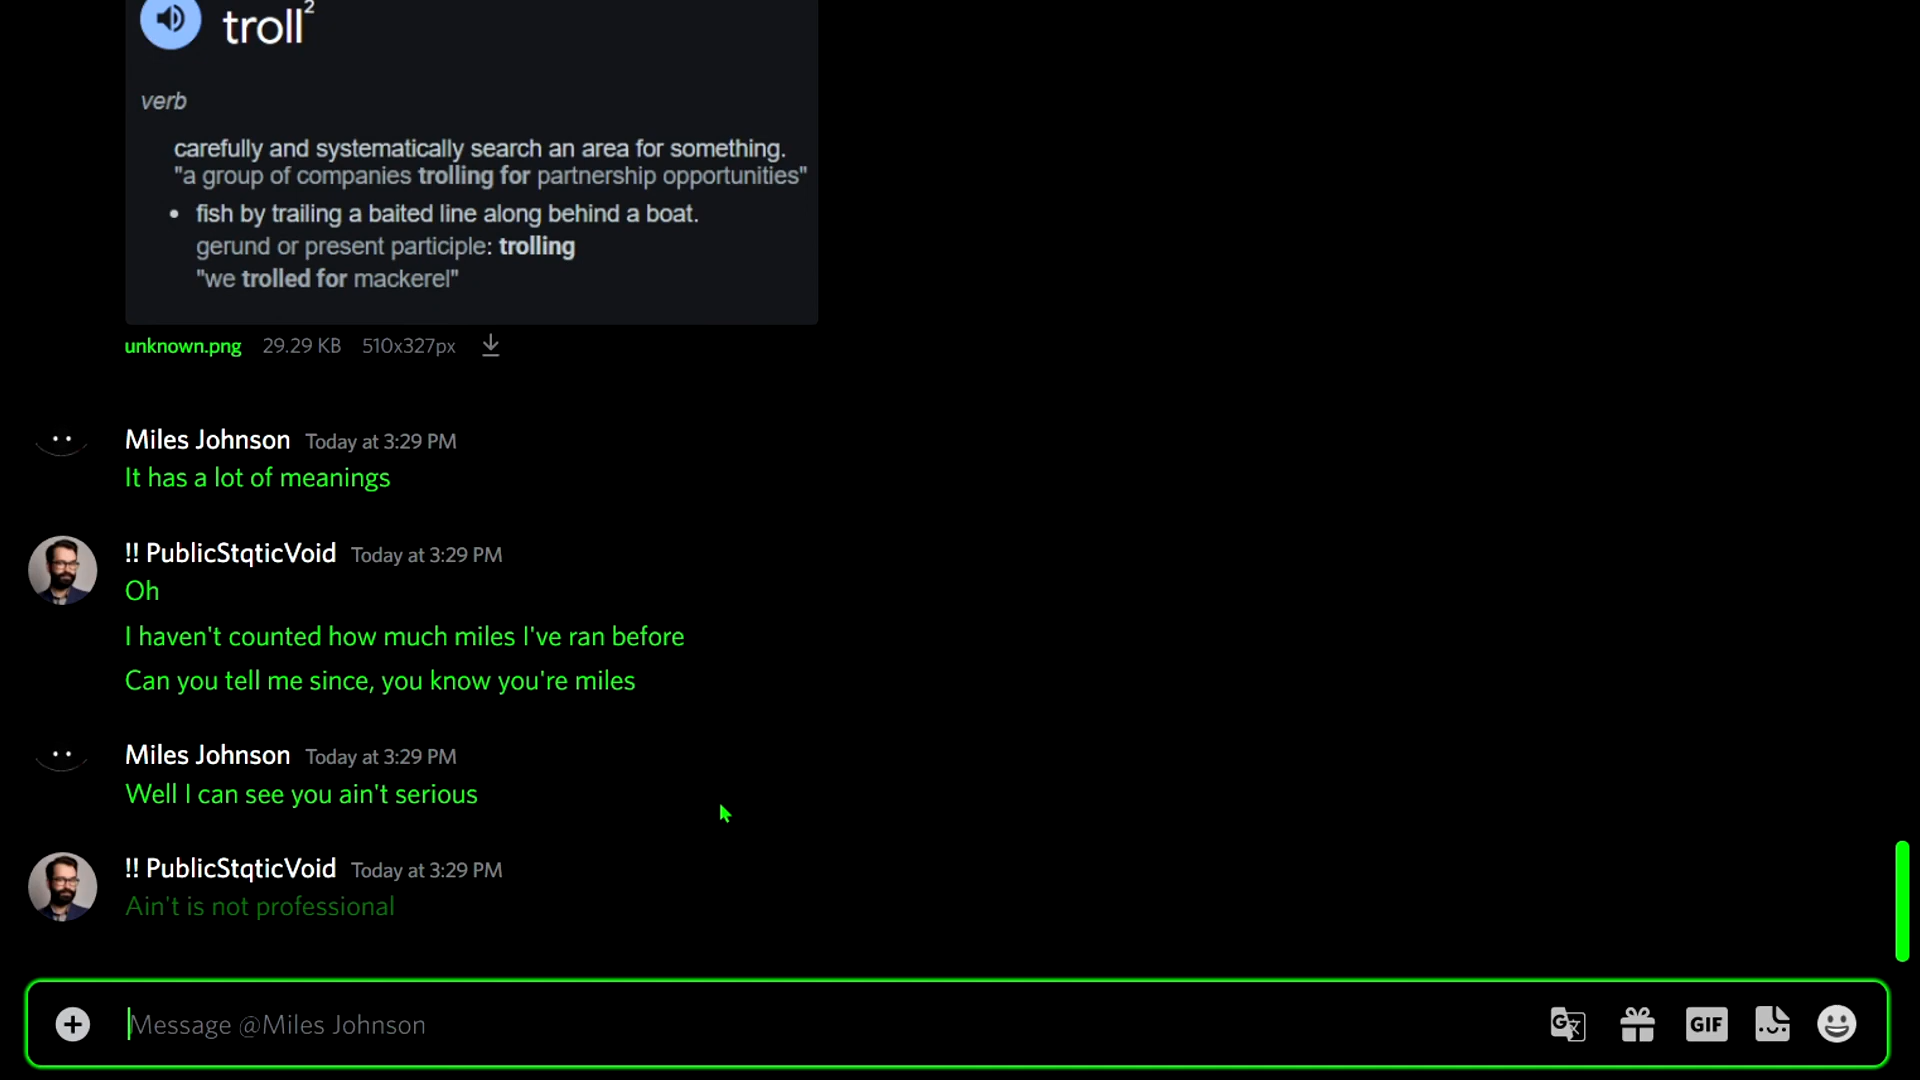 troll²
verb
carefully and systematically search an area for something.
"a group of companies trolling for partnership opportunities"
• fish by trailing a baited line along behind a boat.
gerund or present participle: trolling
"we trolled for mackerel"
unknown.png 29.29 KB 510x327px
Miles Johnson Today at 3:29 PM
It has a lot of meanings
!! PublicStqticVoid Today at 3:29 PM
Oh
I haven't counted how much miles I've ran before
Can you tell me since, you know you're miles
Miles Johnson Today at 3:29 PM
Well I can see you ain't serious
!! PublicStqticVoid Today at 3:29 PM
Ain't is not professional
Message @Miles Johnson
GIF